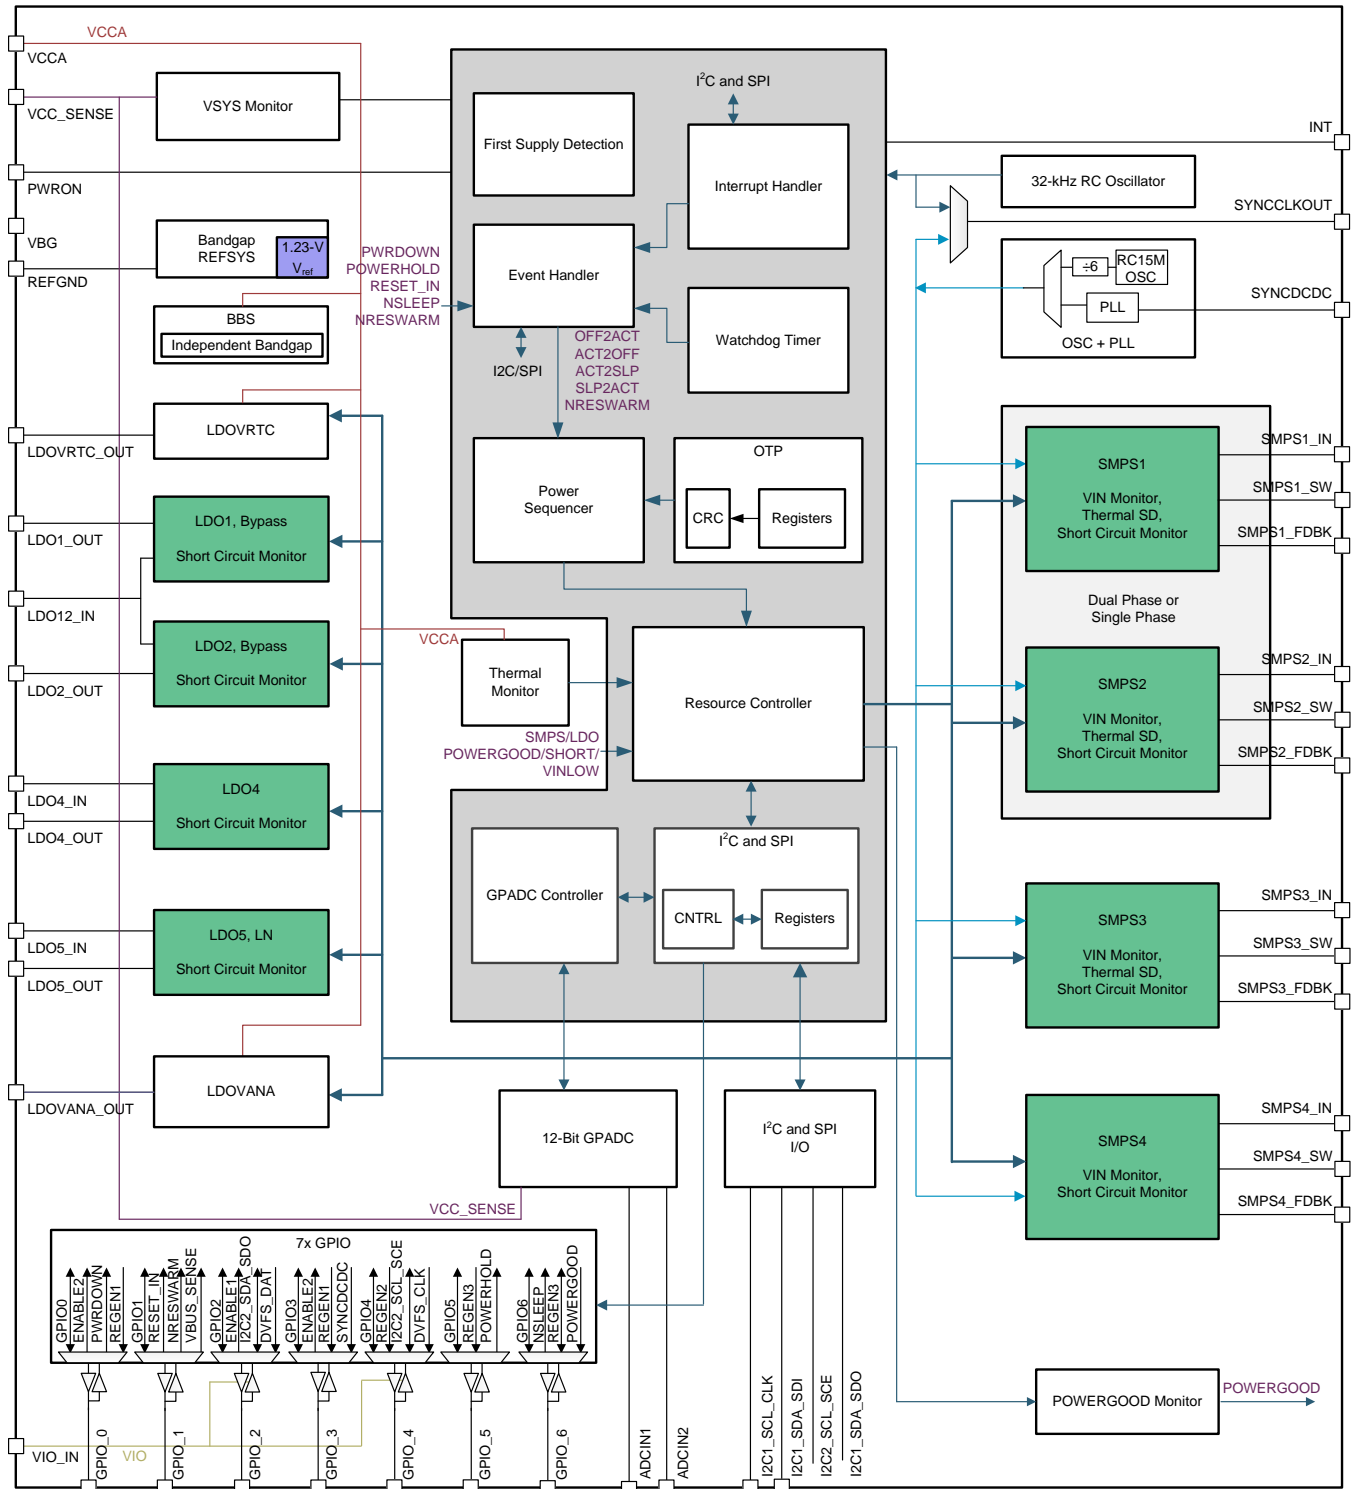 VCCA
VCCA
VCC_SENSE
VSYS Monitor
PWRON
VBG
REFGND
Bandgap
REFSYS
1.23-V
Vref
BBS
Independent Bandgap
LDOVRTC
LDOVRTC_OUT
LDO1, Bypass
Short Circuit Monitor
LDO1_OUT
LDO12_IN
LDO2, Bypass
Short Circuit Monitor
LDO2_OUT
LDO4
Short Circuit Monitor
LDO4_IN
LDO4_OUT
LDO5, LN
Short Circuit Monitor
LDO5_IN
LDO5_OUT
LDOVANA
LDOVANA_OUT
I2C and SPI
First Supply Detection
Interrupt Handler
PWRDOWN
POWERHOLD
RESET_IN
NSLEEP
NRESWARM
Event Handler
I2C/SPI
OFF2ACT
ACT2OFF
ACT2SLP
SLP2ACT
NRESWARM
Watchdog Timer
Power
Sequencer
OTP
CRC
Registers
VCCA
Thermal
Monitor
SMPS/LDO
POWERGOOD/SHORT/
VINLOW
Resource Controller
GPADC Controller
I2C and SPI
CNTRL
Registers
12-Bit GPADC
I2C and SPI
I/O
VCC_SENSE
INT
32-kHz RC Oscillator
SYNCCLKOUT
÷6
RC15M
OSC
PLL
OSC + PLL
SYNCDCDC
SMPS1
VIN Monitor,
Thermal SD,
Short Circuit Monitor
SMPS1_IN
SMPS1_SW
SMPS1_FDBK
Dual Phase or
Single Phase
SMPS2
VIN Monitor,
Thermal SD,
Short Circuit Monitor
SMPS2_IN
SMPS2_SW
SMPS2_FDBK
SMPS3
VIN Monitor,
Thermal SD,
Short Circuit Monitor
SMPS3_IN
SMPS3_SW
SMPS3_FDBK
SMPS4
VIN Monitor,
Short Circuit Monitor
SMPS4_IN
SMPS4_SW
SMPS4_FDBK
7x GPIO
GPIO0
ENABLE2
PWRDOWN
REGEN1
GPIO1
RESET_IN
NRESWARM
VBUS_SENSE
GPIO2
ENABLE1
I2C2_SDA_SDO
DVFS_DAT
GPIO3
ENABLE2
REGEN1
SYNCDCDC
GPIO4
REGEN2
I2C2_SCL_SCE
DVFS_CLK
GPIO5
REGEN3
POWERHOLD
GPIO6
NSLEEP
REGEN3
POWERGOOD
VIO_IN
VIO
GPIO_0
GPIO_1
GPIO_2
GPIO_3
GPIO_4
GPIO_5
GPIO_6
ADCIN1
ADCIN2
I2C1_SCL_CLK
I2C1_SDA_SDI
I2C2_SCL_SCE
I2C1_SDA_SDO
POWERGOOD Monitor
POWERGOOD